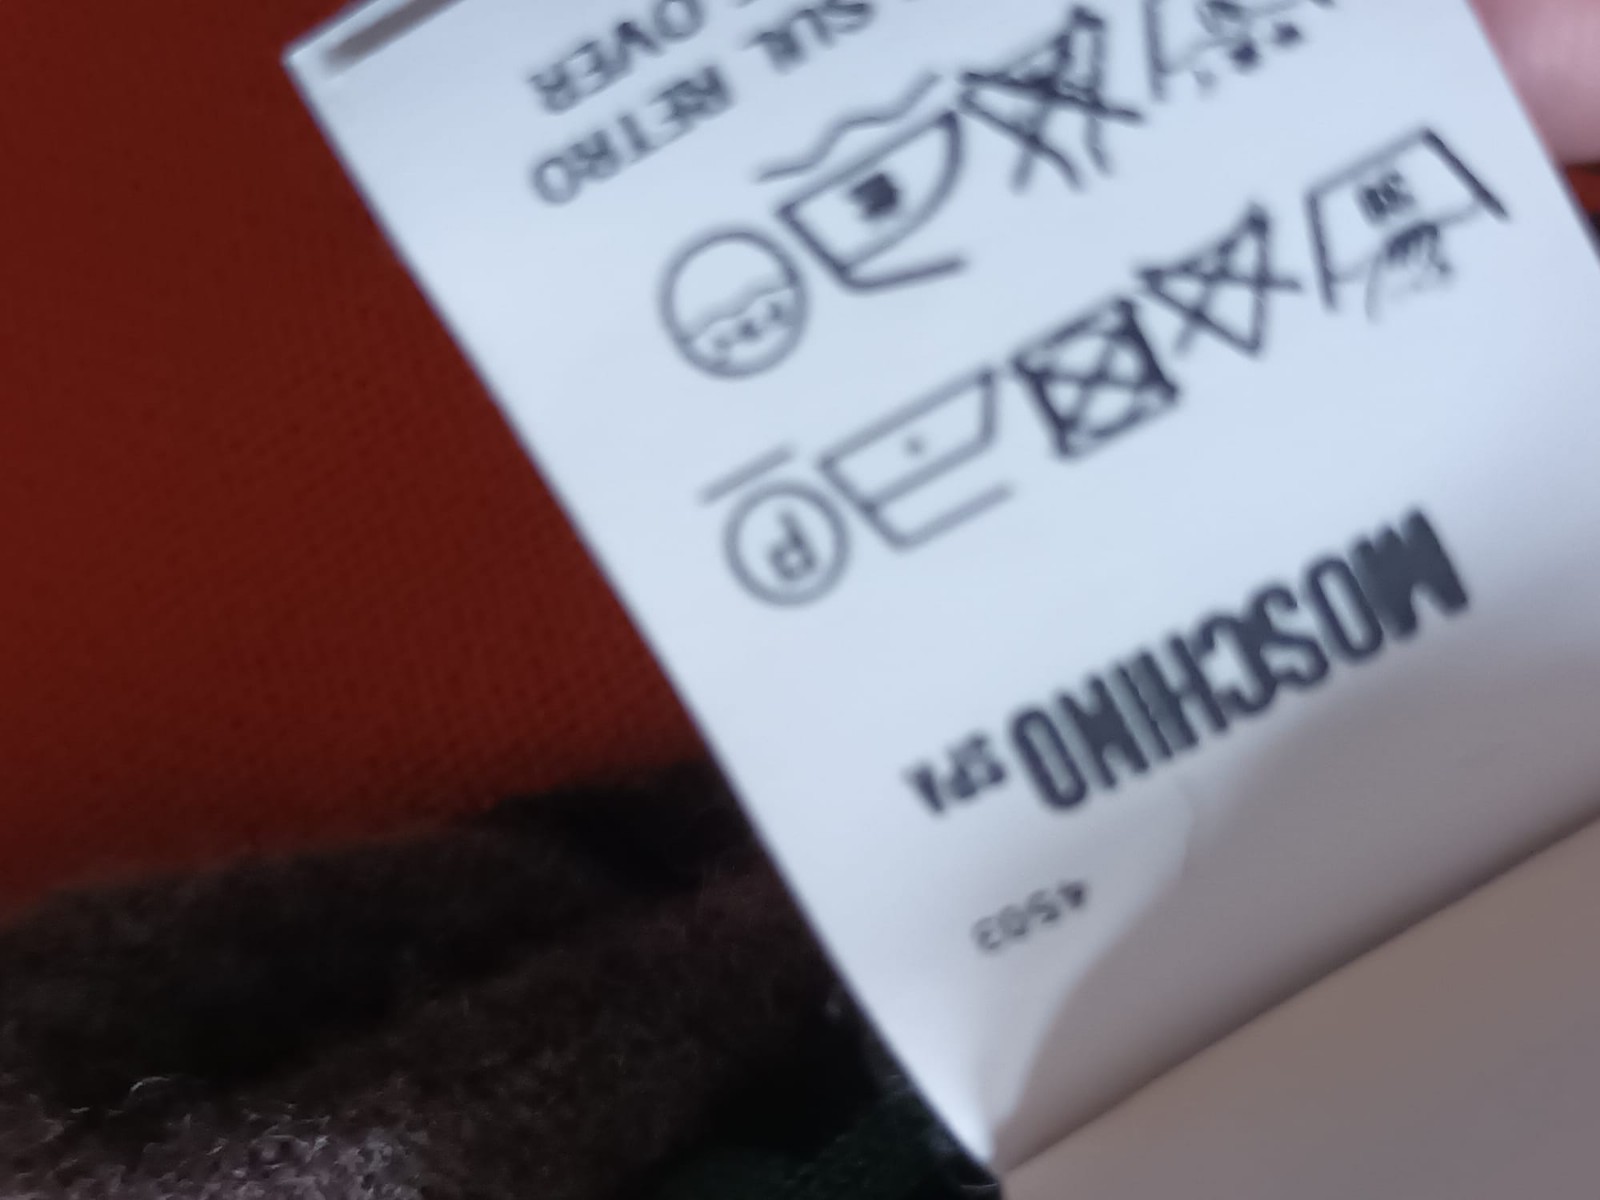 4503
MOSCHINO SPA
P
SUL RETRO
OVER